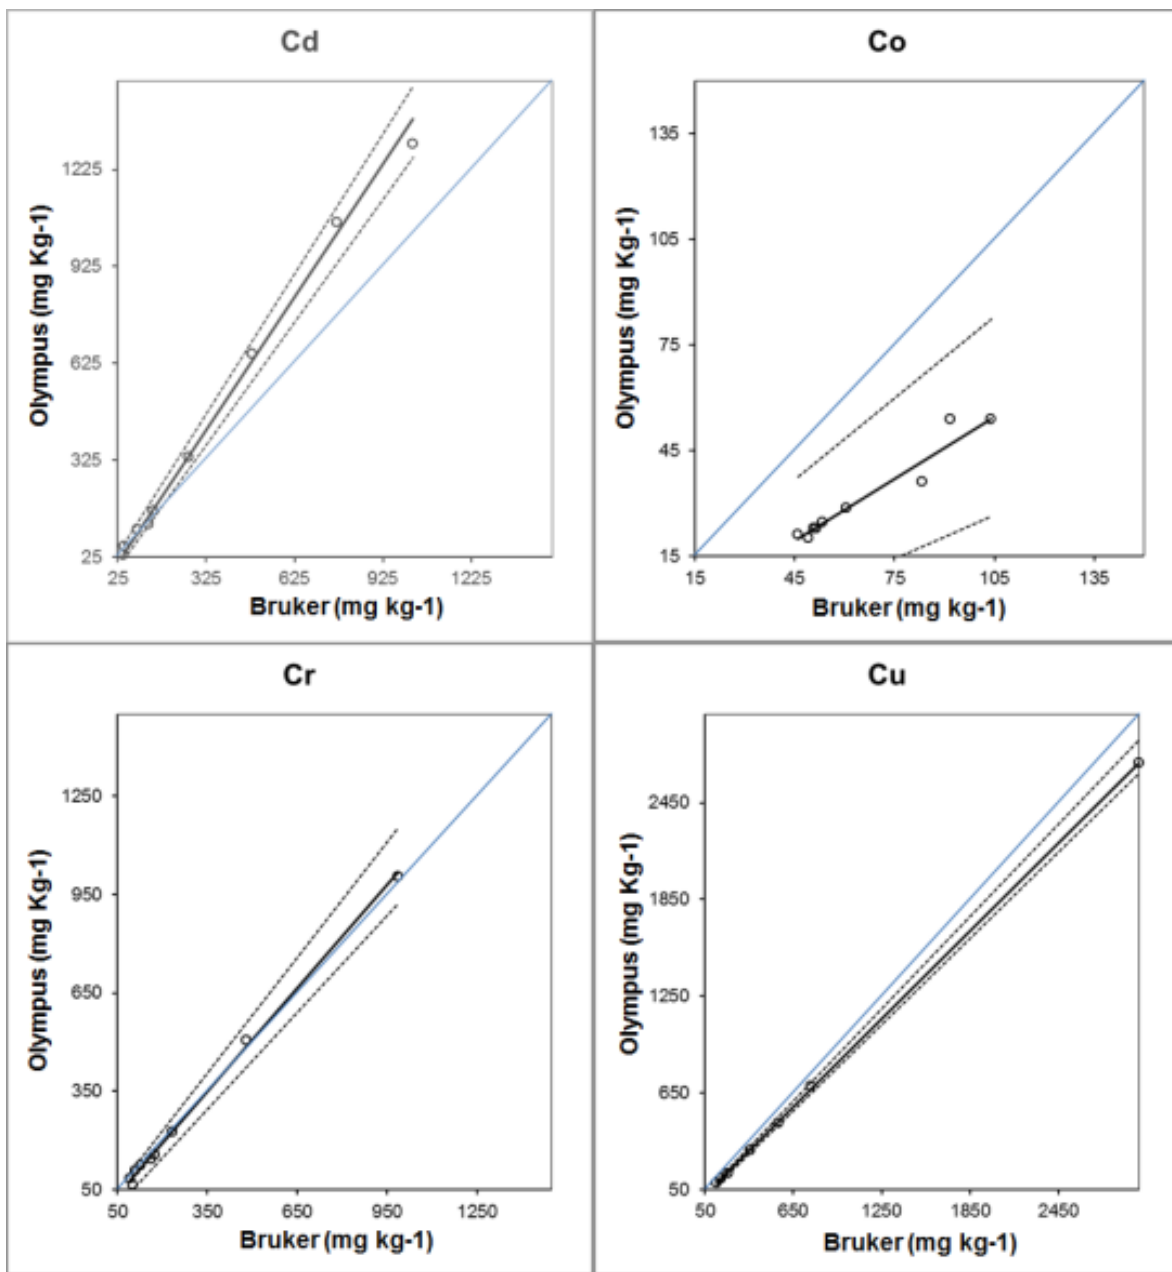 Cd
Olympus (mg Kg-1)
1225
925
625
325
25
25 325 625 925 1225
Bruker (mg kg-1)
Co
Olympus (mg Kg-1)
135
105
75
45
15
15 45 75 105 135
Bruker (mg kg-1)
Cr
Olympus (mg Kg-1)
1250
950
650
350
50
50 350 650 950 1250
Bruker (mg kg-1)
Cu
Olympus (mg Kg-1)
2450
1850
1250
650
50
50 650 1250 1850 2450
Bruker (mg kg-1)